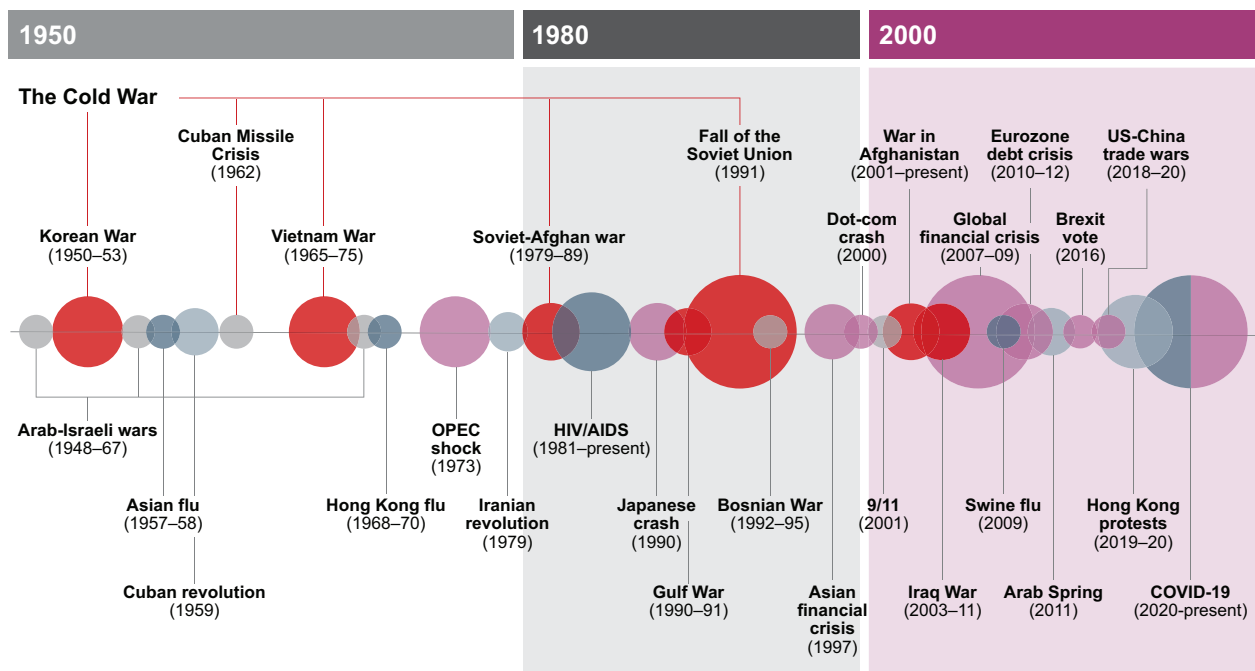 1950
1980
2000
The Cold War
Cuban Missile
Crisis
(1962)
Fall of the
Soviet Union
(1991)
War in
Afghanistan
(2001–present)
Eurozone
debt crisis
(2010–12)
US-China
trade wars
(2018–20)
Korean War
(1950–53)
Vietnam War
(1965–75)
Soviet-Afghan war
(1979–89)
Dot-com
crash
(2000)
Global
financial crisis
(2007–09)
Brexit
vote
(2016)
Arab-Israeli wars
(1948–67)
OPEC
shock
(1973)
HIV/AIDS
(1981–present)
Asian flu
(1957–58)
Hong Kong flu
(1968–70)
Iranian
revolution
(1979)
Japanese
crash
(1990)
Bosnian War
(1992–95)
9/11
(2001)
Swine flu
(2009)
Hong Kong
protests
(2019–20)
Cuban revolution
(1959)
Gulf War
(1990–91)
Asian
financial
crisis
(1997)
Iraq War
(2003–11)
Arab Spring
(2011)
COVID-19
(2020-present)